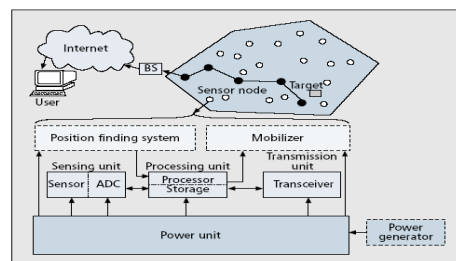 Internet
BS
User
Sensor node
Target
Position finding system
Mobilizer
Sensing unit
Processing unit
Transmission
unit
Sensor
ADC
Processor
Storage
Transceiver
Power unit
Power
generator